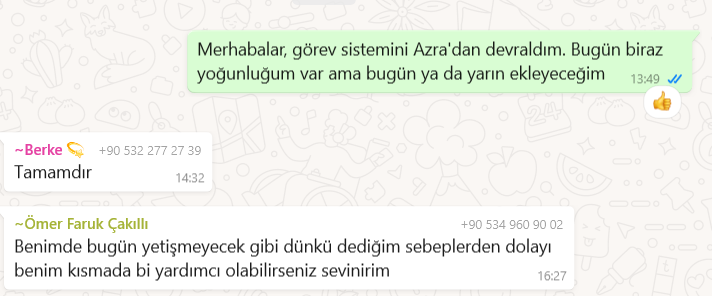 Merhabalar, görev sistemini Azra'dan devraldım. Bugün biraz
yoğunluğum var ama bugün ya da yarın ekleyeceğim
13:49
~Berke
+90 532 277 27 39
Tamamdır
14:32
~Ömer Faruk Çakıllı
+90 534 960 90 02
Benimde bugün yetişmeyecek gibi dünkü dediğim sebeplerden dolayı
benim kısmada bi yardımcı olabilirseniz sevinirim
16:27